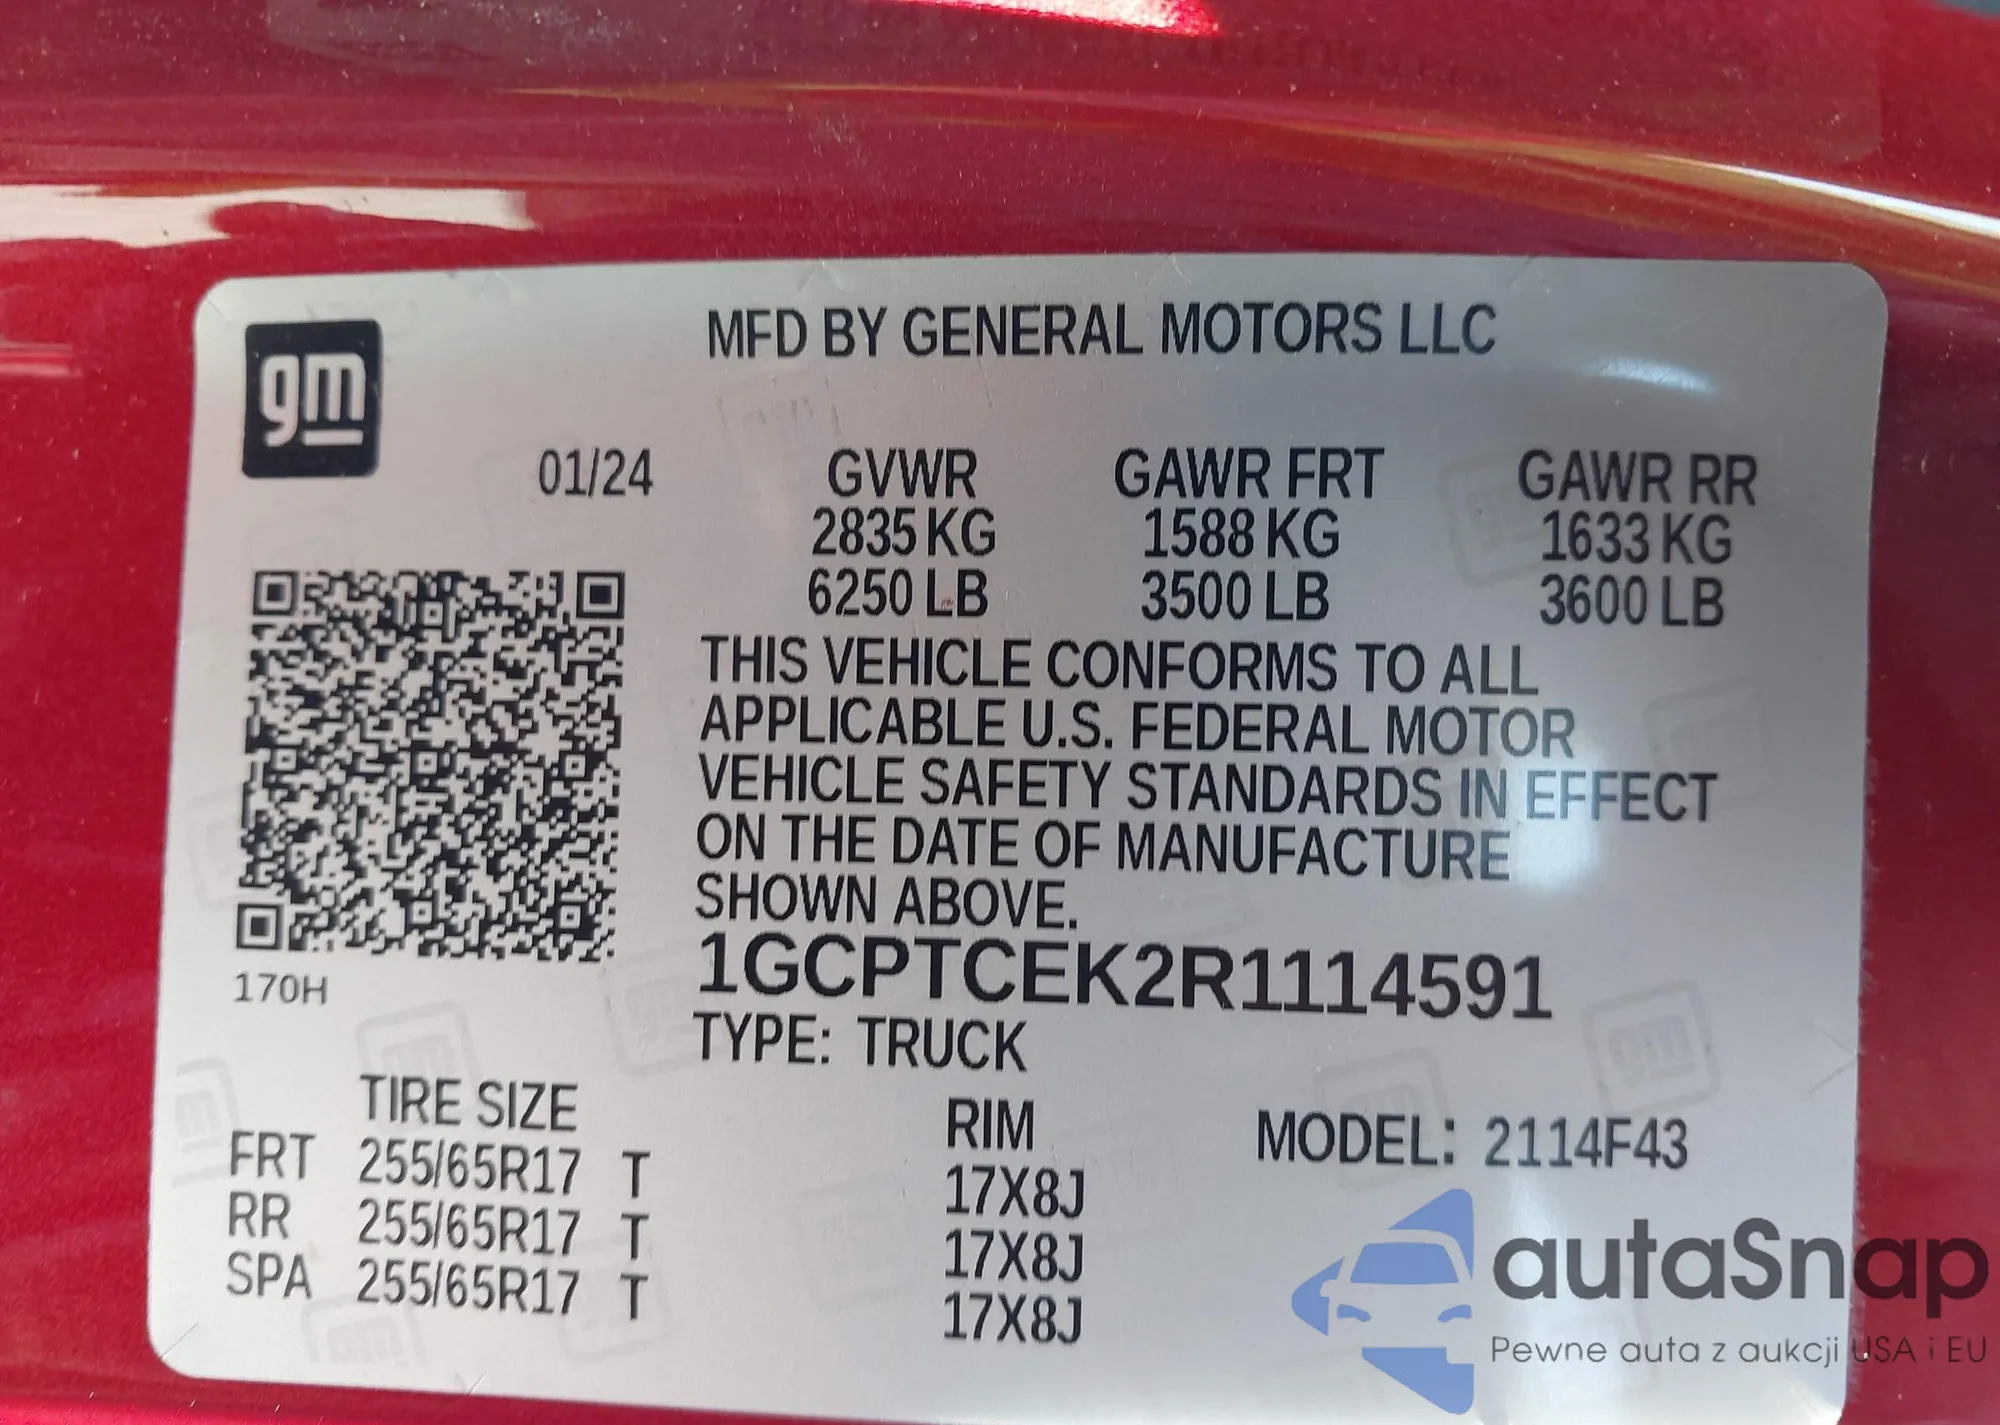 MFD BY GENERAL MOTORS LLC
gm
01/24 GVWR GAWR FRT GAWR RR
2835 KG 1588 KG 1633 KG
6250 LB 3500 LB 3600 LB
THIS VEHICLE CONFORMS TO ALL
APPLICABLE U.S. FEDERAL MOTOR
VEHICLE SAFETY STANDARDS IN EFFECT
ON THE DATE OF MANUFACTURE
SHOWN ABOVE.
170H
1GCPTCEK2R1114591
TYPE: TRUCK
TIRE SIZE RIM MODEL: 2114F43
FRT 255/65R17 T 17X8J
RR 255/65R17 T 17X8J
SPA 255/65R17 T 17X8J
autaSnap
Pewne auta z aukcji USA i EU